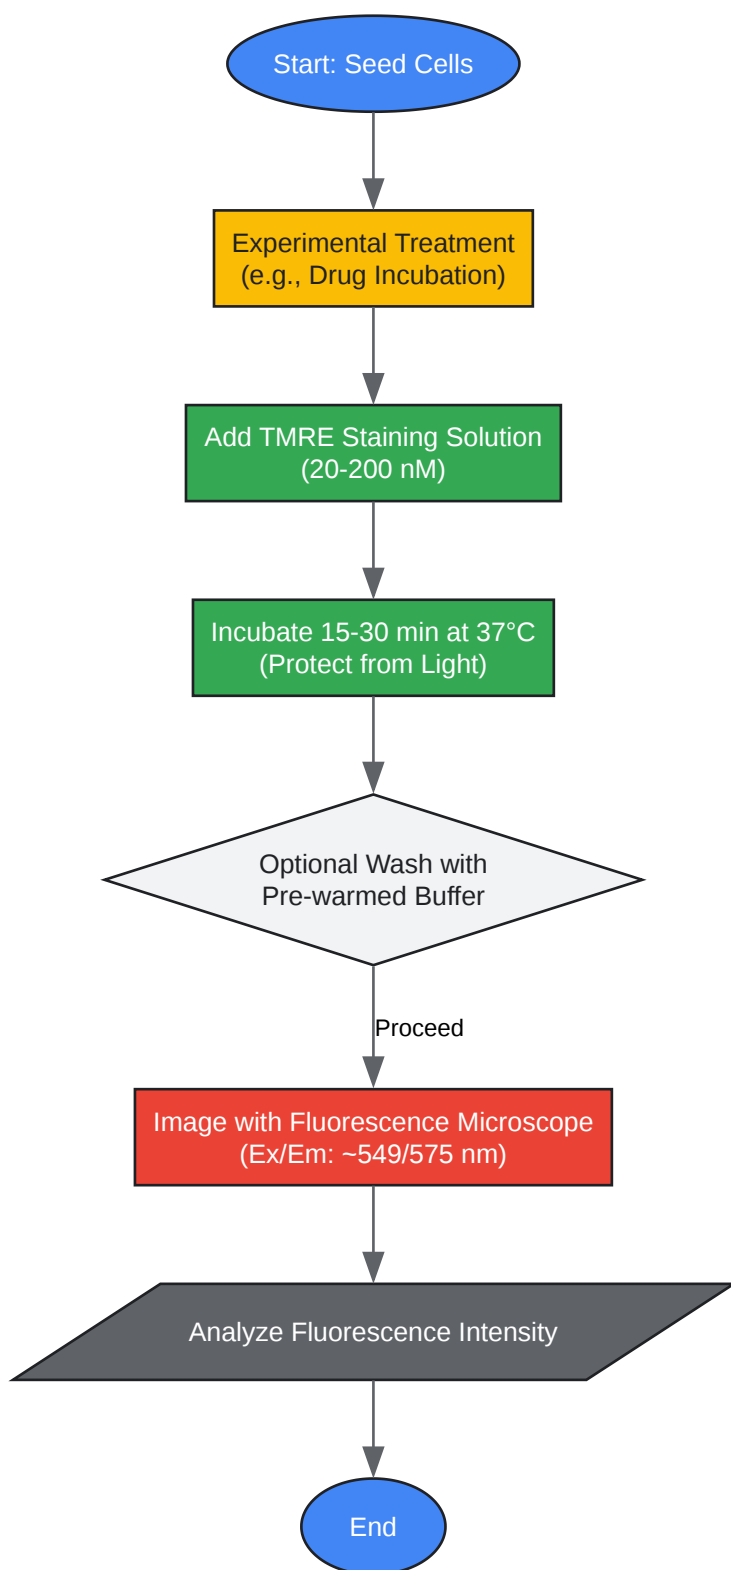 Start: Seed Cells
Experimental Treatment
(e.g., Drug Incubation)
Add TMRE Staining Solution
(20-200 nM)
Incubate 15-30 min at 37°C
(Protect from Light)
Optional Wash with
Pre-warmed Buffer
Proceed
Image with Fluorescence Microscope
(Ex/Em: ~549/575 nm)
Analyze Fluorescence Intensity
End